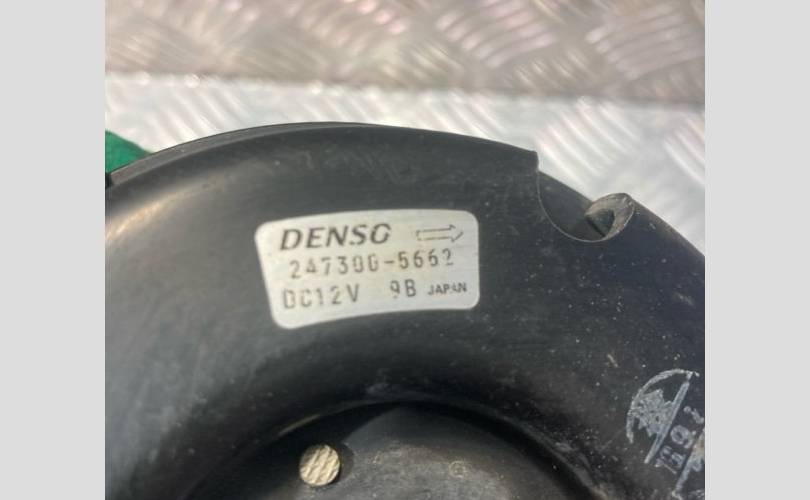 DENSO
247300-5662
DC12V 9B JAPAN